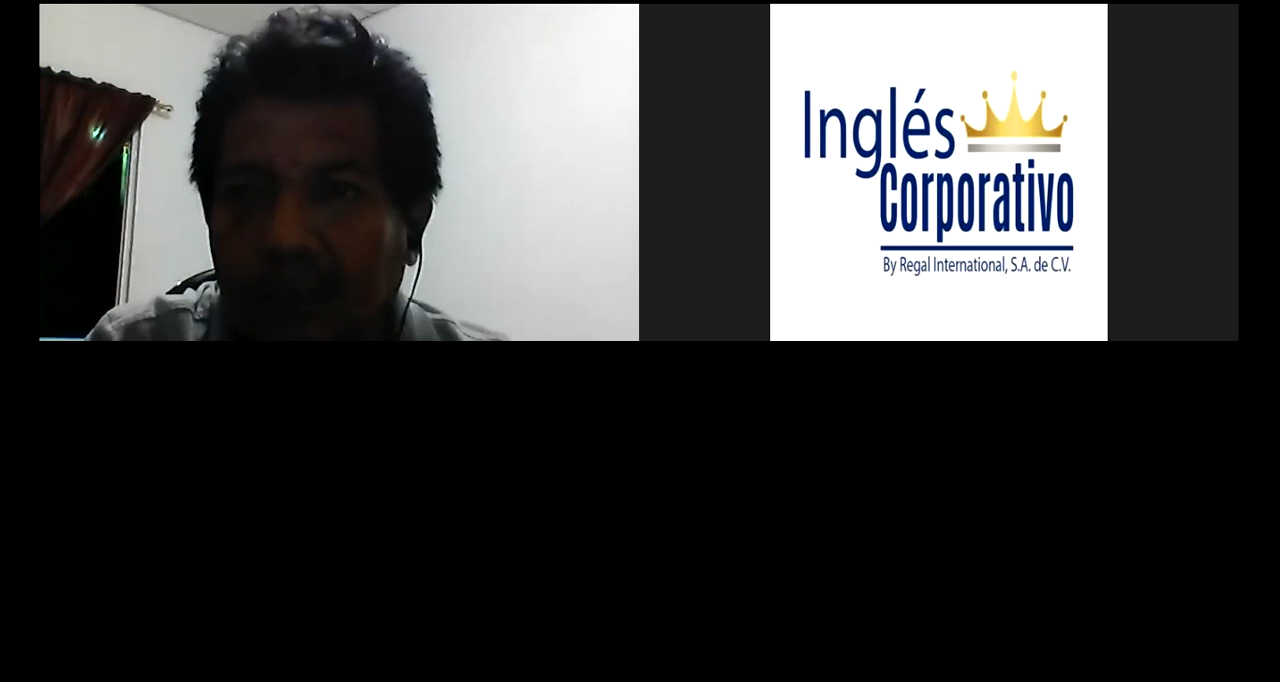 Inglés
Corporativo
By Regal International, S.A. de C.V.